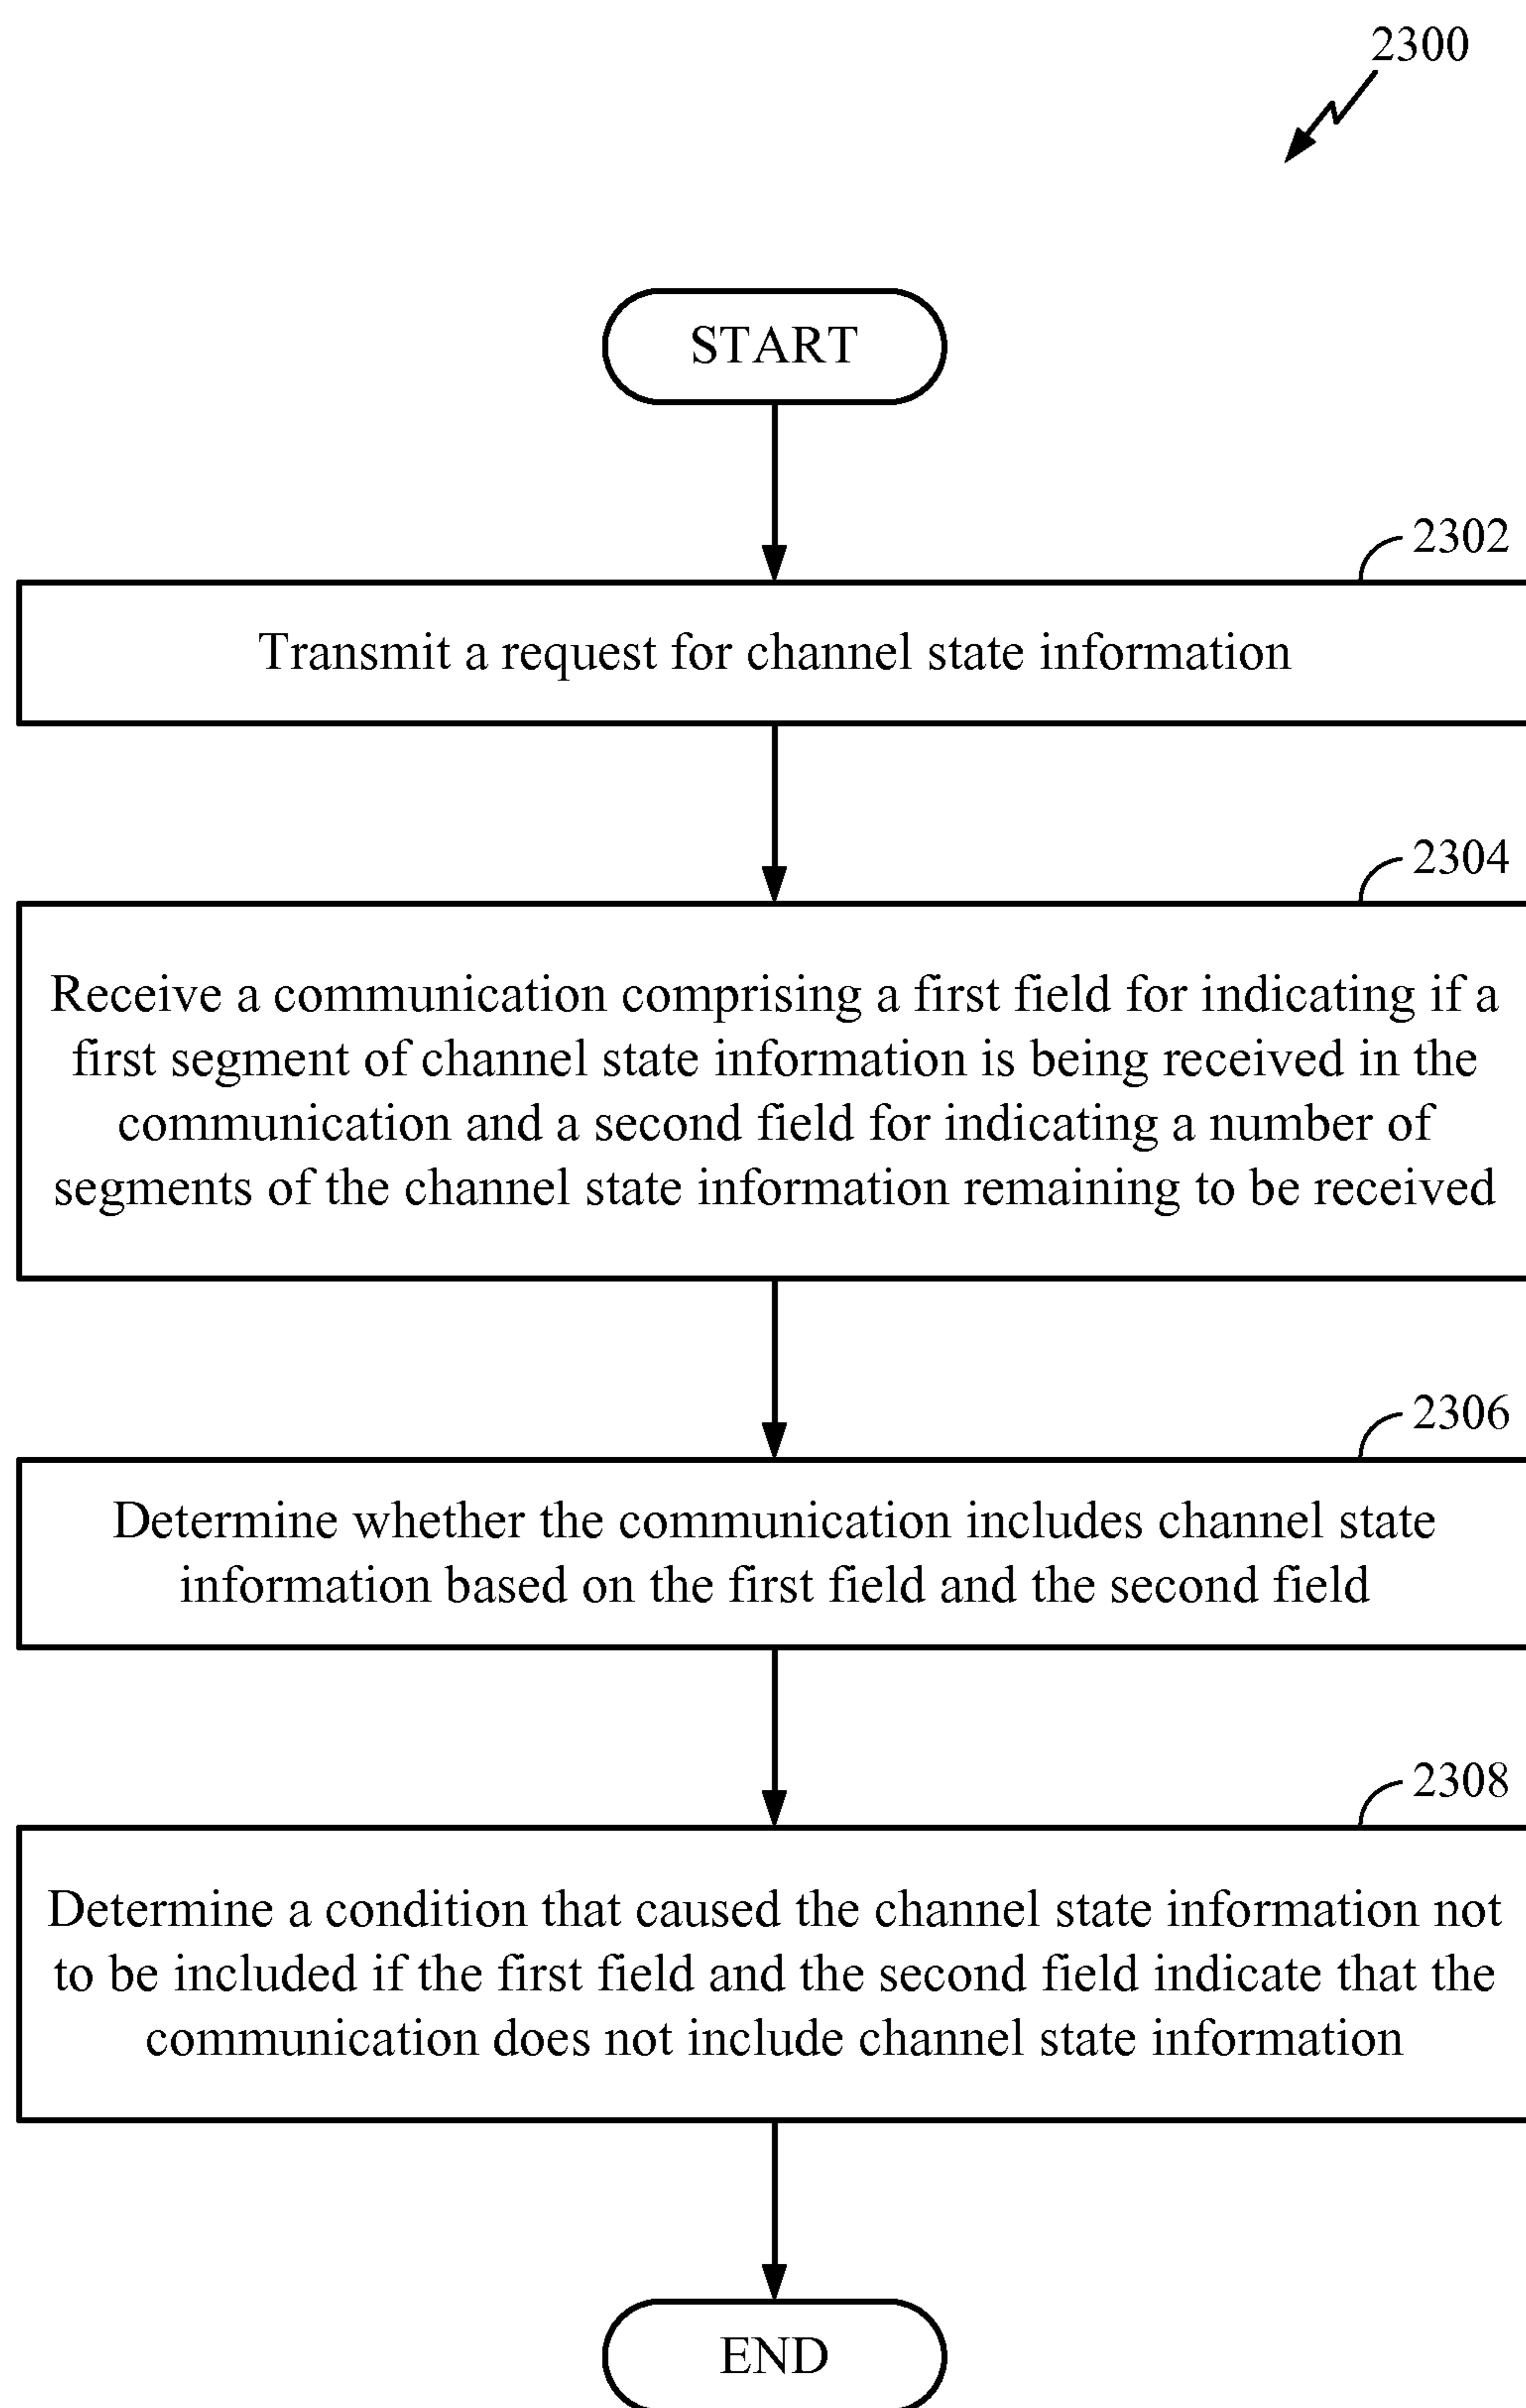 2300
START
2302
Transmit a request for channel state information
2304
Receive a communication comprising a first field for indicating if a
first segment of channel state information is being received in the
communication and a second field for indicating a number of
segments of the channel state information remaining to be received
2306
Determine whether the communication includes channel state
information based on the first field and the second field
2308
Determine a condition that caused the channel state information not
to be included if the first field and the second field indicate that the
communication does not include channel state information
END